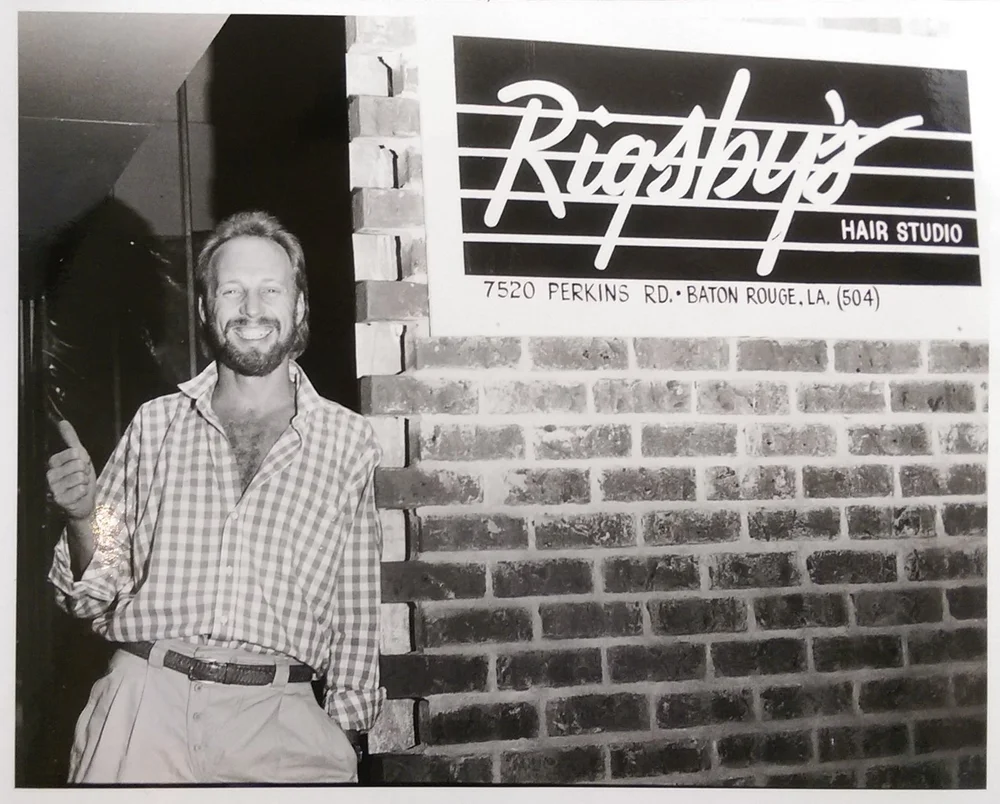 Rigsby's
HAIR STUDIO
7520 PERKINS RD.• BATON ROUGE, LA. (504)